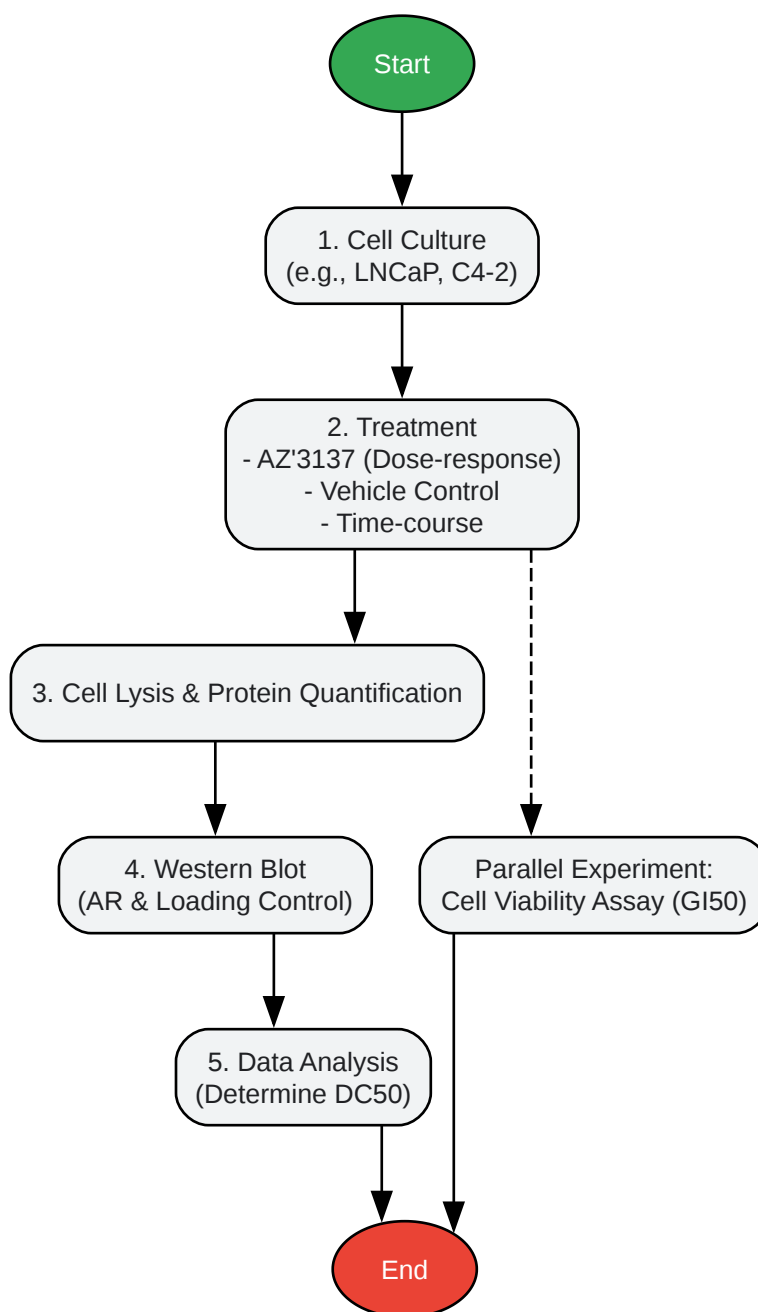 Start
1. Cell Culture
(e.g., LNCaP, C4-2)
2. Treatment
- AZ'3137 (Dose-response)
- Vehicle Control
- Time-course
3. Cell Lysis & Protein Quantification
4. Western Blot
(AR & Loading Control)
Parallel Experiment:
Cell Viability Assay (GI50)
5. Data Analysis
(Determine DC50)
End